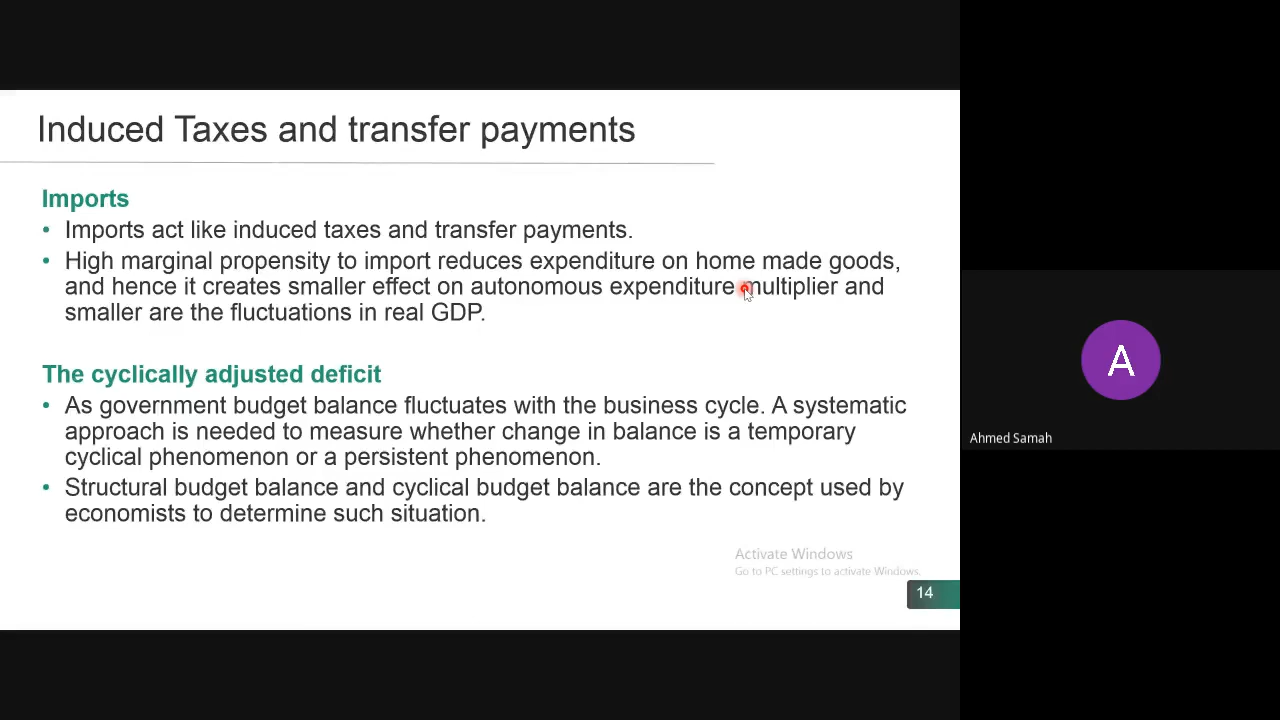 Induced Taxes and transfer payments
Imports
• Imports act like induced taxes and transfer payments.
• High marginal propensity to import reduces expenditure on home made goods,
and hence it creates smaller effect on autonomous expenditure multiplier and
smaller are the fluctuations in real GDP.
The cyclically adjusted deficit
• As government budget balance fluctuates with the business cycle. A systematic
approach is needed to measure whether change in balance is a temporary
cyclical phenomenon or a persistent phenomenon.
• Structural budget balance and cyclical budget balance are the concept used by
economists to determine such situation.
Activate Windows
Go to PC settings to activate Windows.
14
A
Ahmed Samah